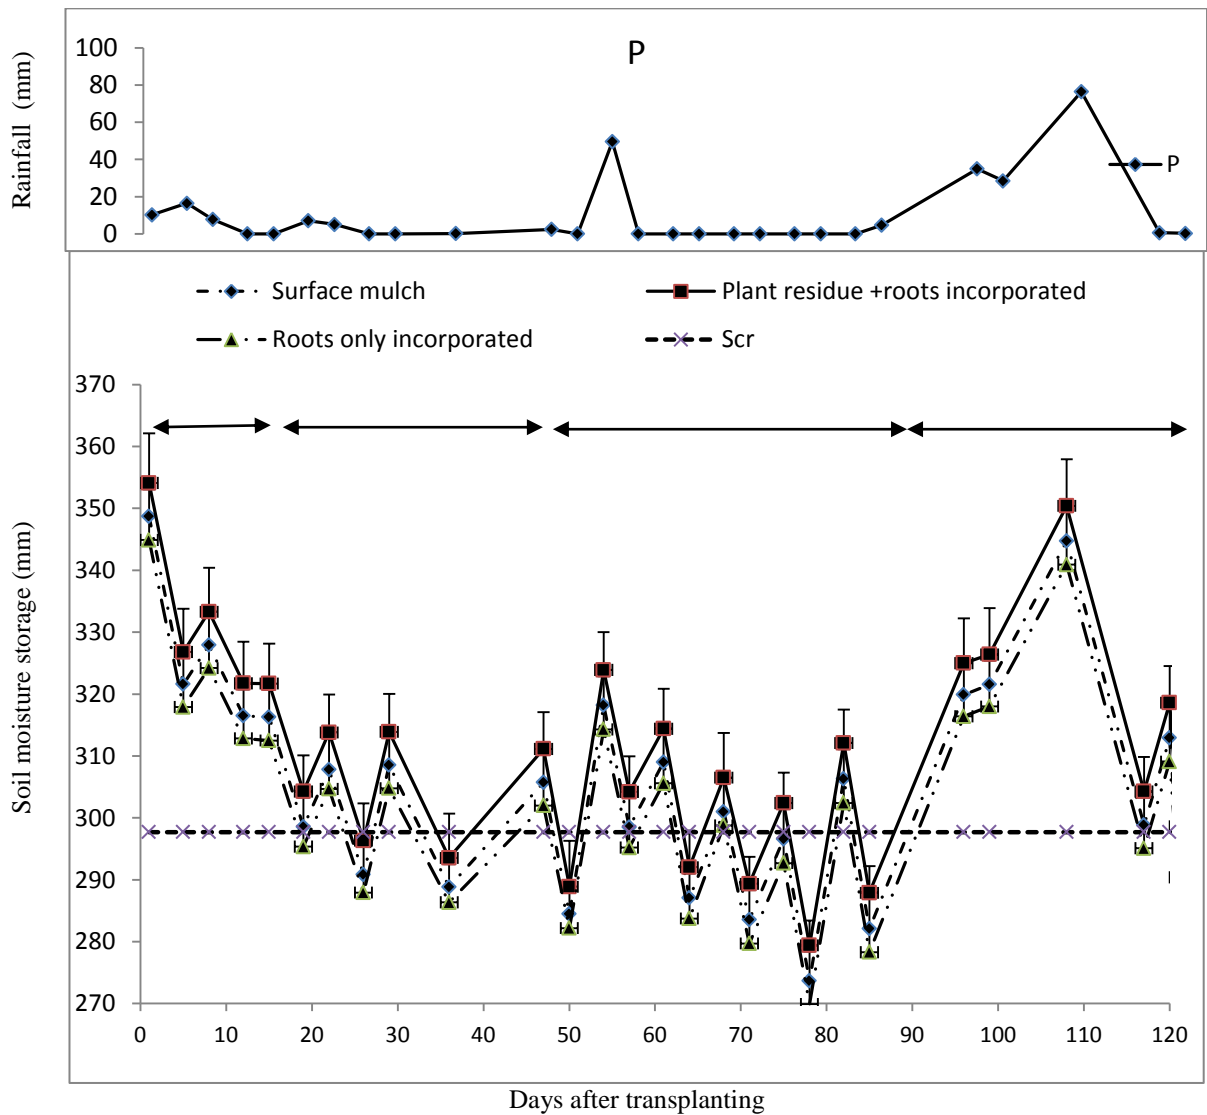 P
Rainfall (mm)
100
80
60
40
20
0
P
Surface mulch
Plant residue +roots incorporated
Roots only incorporated
Scr
Soil moisture storage (mm)
370
360
350
340
330
320
310
300
290
280
270
0 10 20 30 40 50 60 70 80 90 100 110 120
Days after transplanting